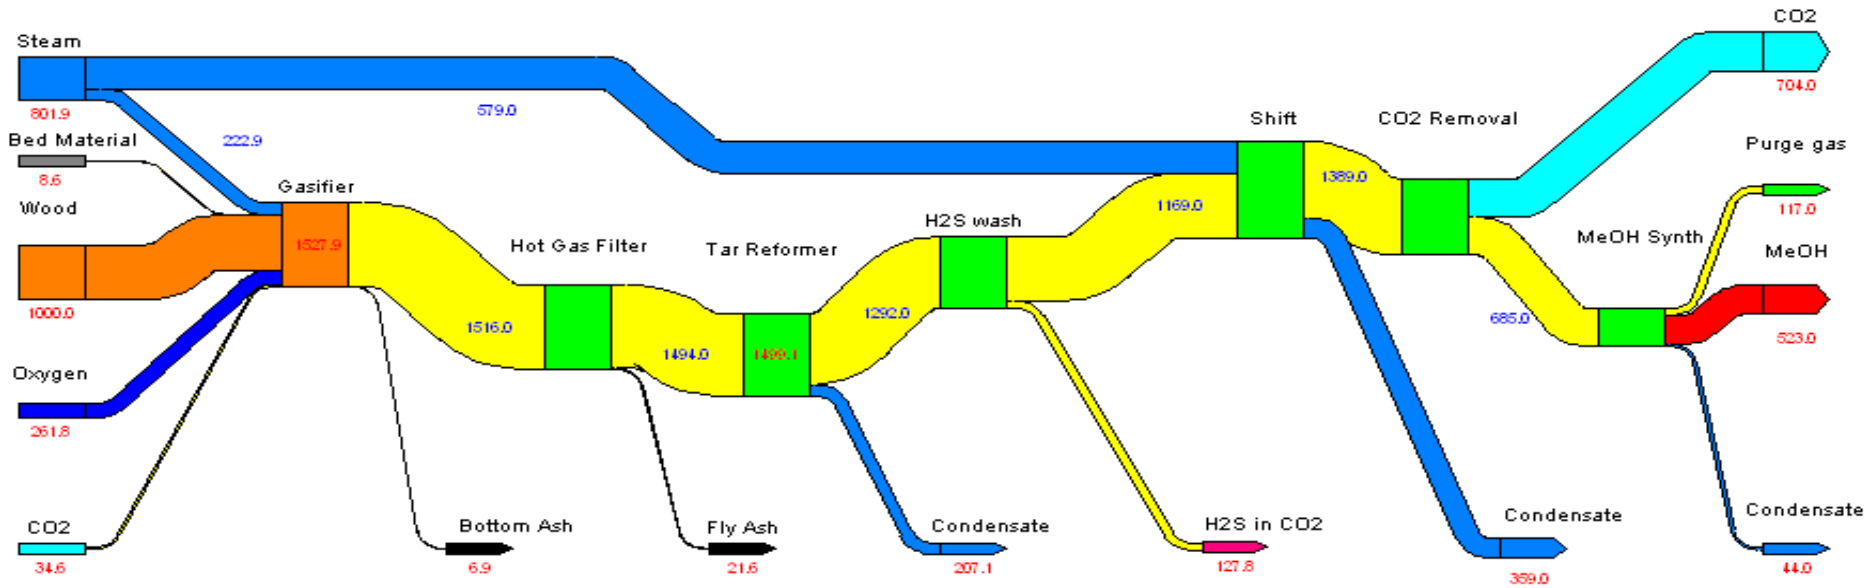 CO2
Steam
704.0
801.9
579.0
Shift
CO2 Removal
Bed Material
222.9
Purge gas
8.6
Gasifier
1389.0
Wood
1169.0
117.0
1527.9
Hot Gas Filter
Tar Reformer
H2S wash
MeOH Synth
MeOH
1000.0
1516.0
1494.0
1499.1
1292.0
685.0
523.0
Oxygen
261.8
CO2
Bottom Ash
Fly Ash
Condensate
H2S in CO2
Condensate
Condensate
34.6
6.9
21.6
207.1
127.8
359.0
44.0